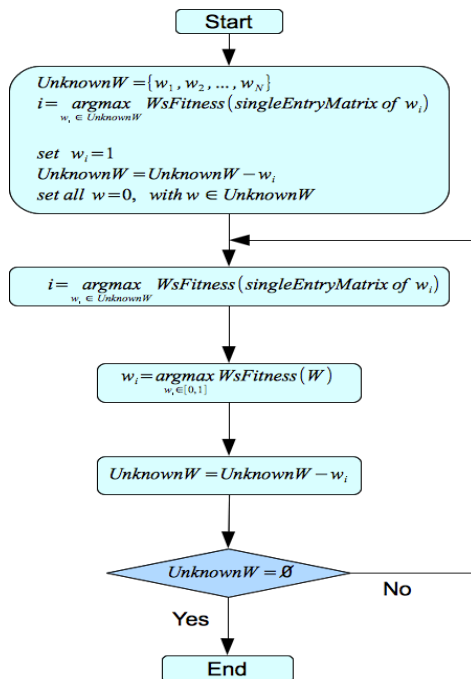 Start
UnknownW={w₁, w₂, ..., w_N}
i= argmax WsFitness(singleEntryMatrix of wᵢ)
wᵢ ∈ UnknownW
set wᵢ=1
UnknownW=UnknownW−wᵢ
set all w=0, with w ∈ UnknownW
i= argmax WsFitness(singleEntryMatrix of wᵢ)
wᵢ ∈ UnknownW
wᵢ=argmax WsFitness(W)
wᵢ∈[0,1]
UnknownW=UnknownW−wᵢ
UnknownW=∅
No
Yes
End